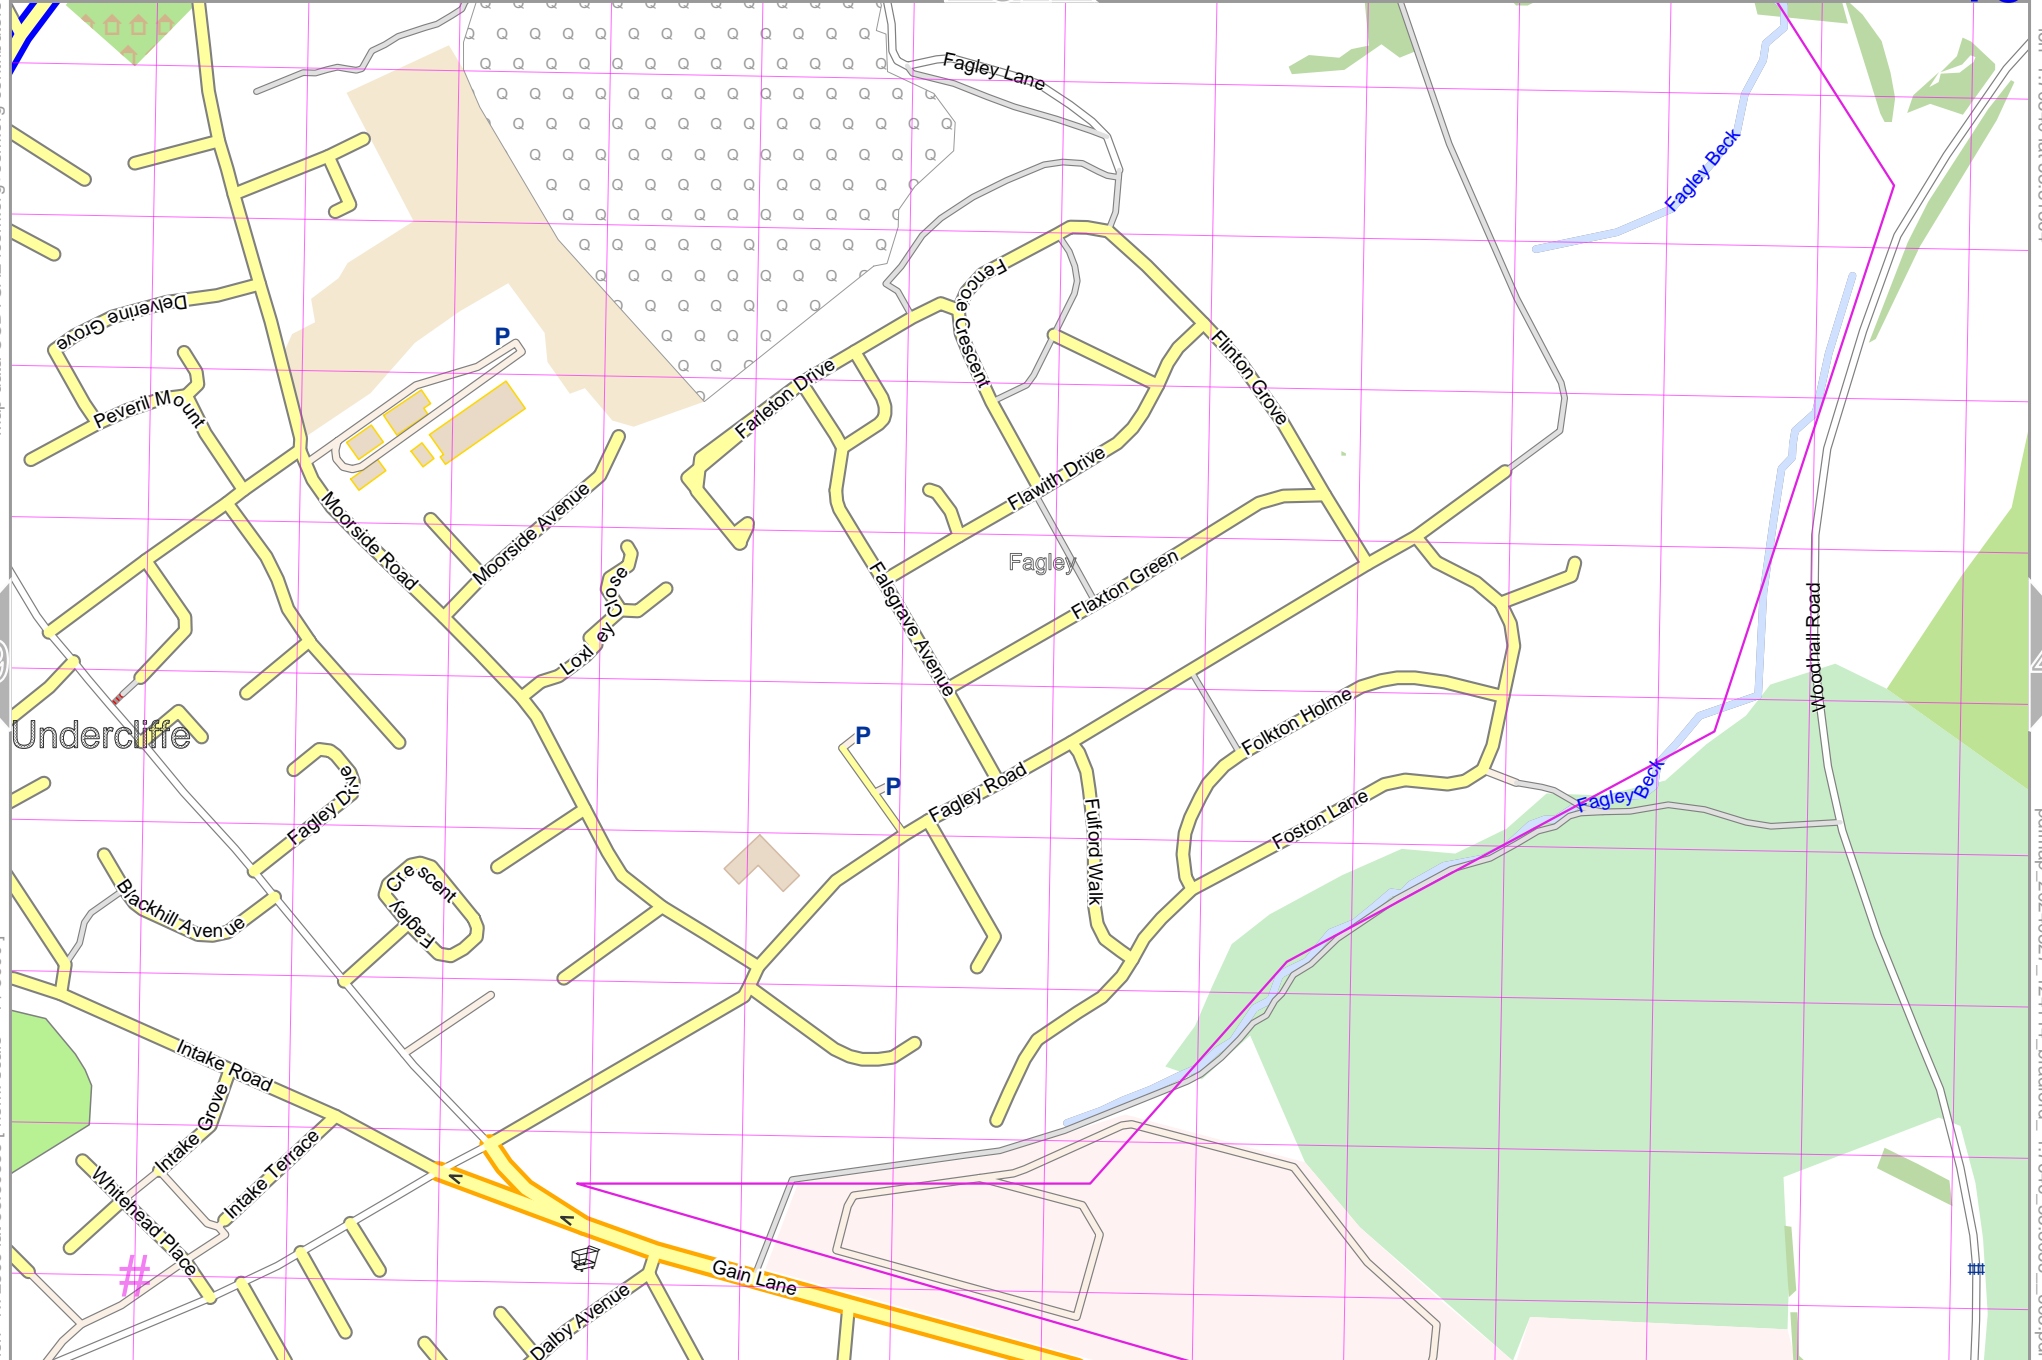 Fagley Lane
Fagley Beck
Fencoe Crescent
Delverine Grove
P
Flinton Grove
Farleton Drive
Peveril Mount
Flawith Drive
Moorside Road
Moorside Avenue
Fagley
Flaxton Green
Falsgrave Avenue
Loxley Close
Woodhall Road
Undercliffe
Folkton Holme
P
P
Fagley Road
Fagley Beck
Fagley Drive
Fulford Walk
Foston Lane
Fagley Crescent
Blackhill Avenue
Intake Road
Intake Grove
Intake Terrace
Whitehead Place
#
Gain Lane
Dalby Avenue